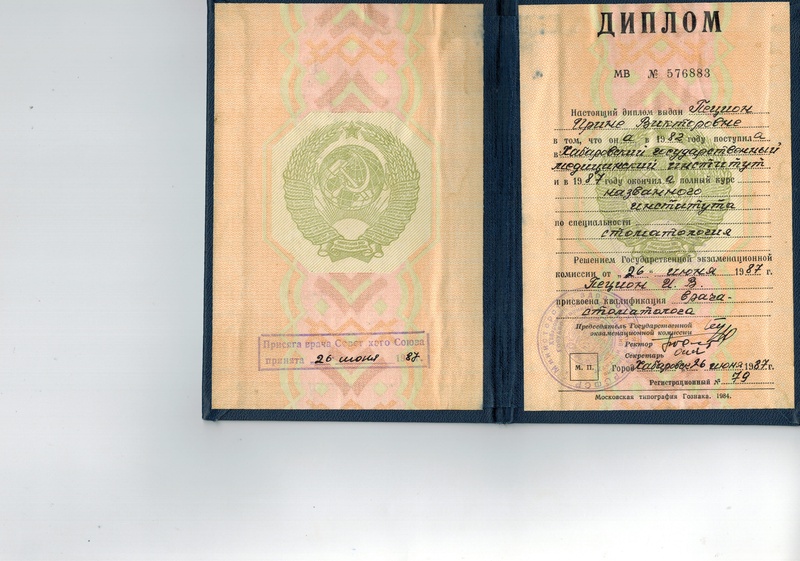 Присяга врача Советского Союза
принята 26 июня 1987г.
ДИПЛОМ
МВ № 576883
Настоящий диплом выдан Пецион
Ирине Викторовне
в том, что он а в 1982 году поступила
в Хабаровский государственный
медицинский институт
и в 1987 году окончила полный курс
названного
института
по специальности
стоматология
Решением Государственной экзаменационной
комиссии от „26" июня 1987 г.
Пецион И. В.
присвоена квалификация врача-
стоматолога
Председатель Государственной
экзаменационной комиссии
Ректор
Секретарь
М. П.
Город Хабаровск 26 июня 1987г.
Регистрационный № 79
Московская типография Гознака. 1984.